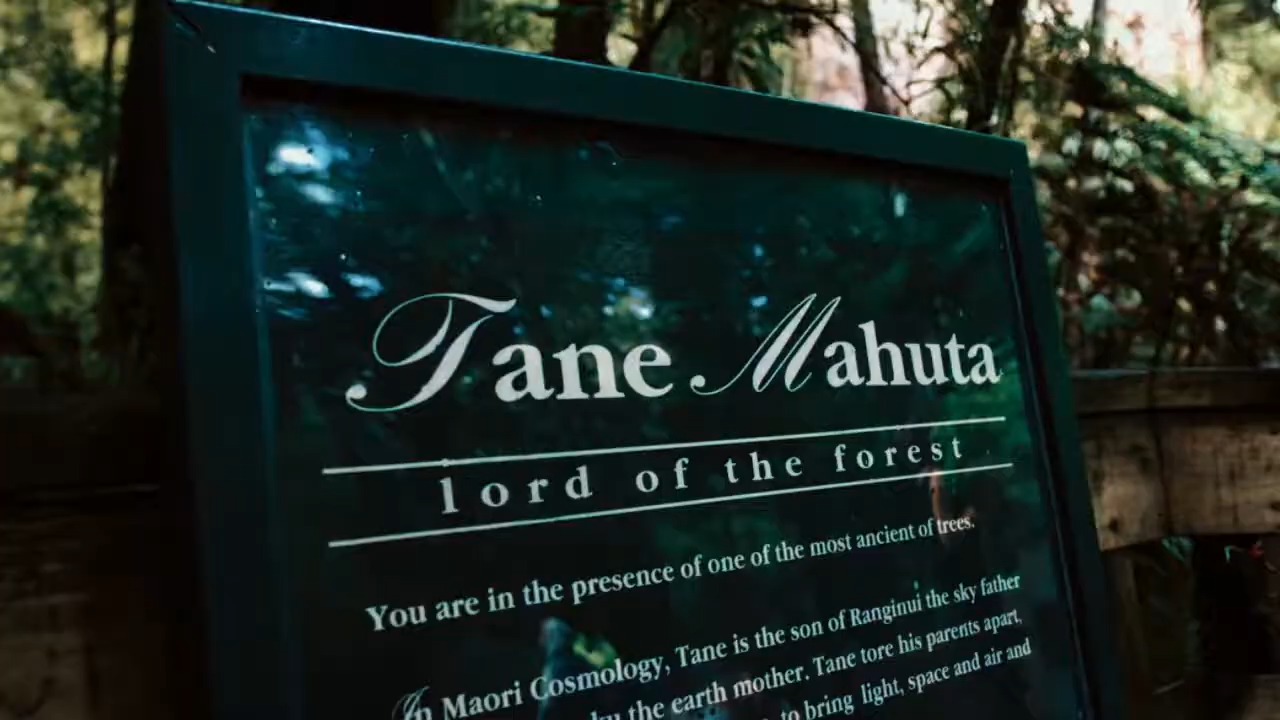 Tane Mahuta
lord of the forest
You are in the presence of one of the most ancient of trees.
In Maori Cosmology, Tane is the son of Ranginui the sky father
the earth mother. Tane tore his parents apart,
to bring light, space and air and